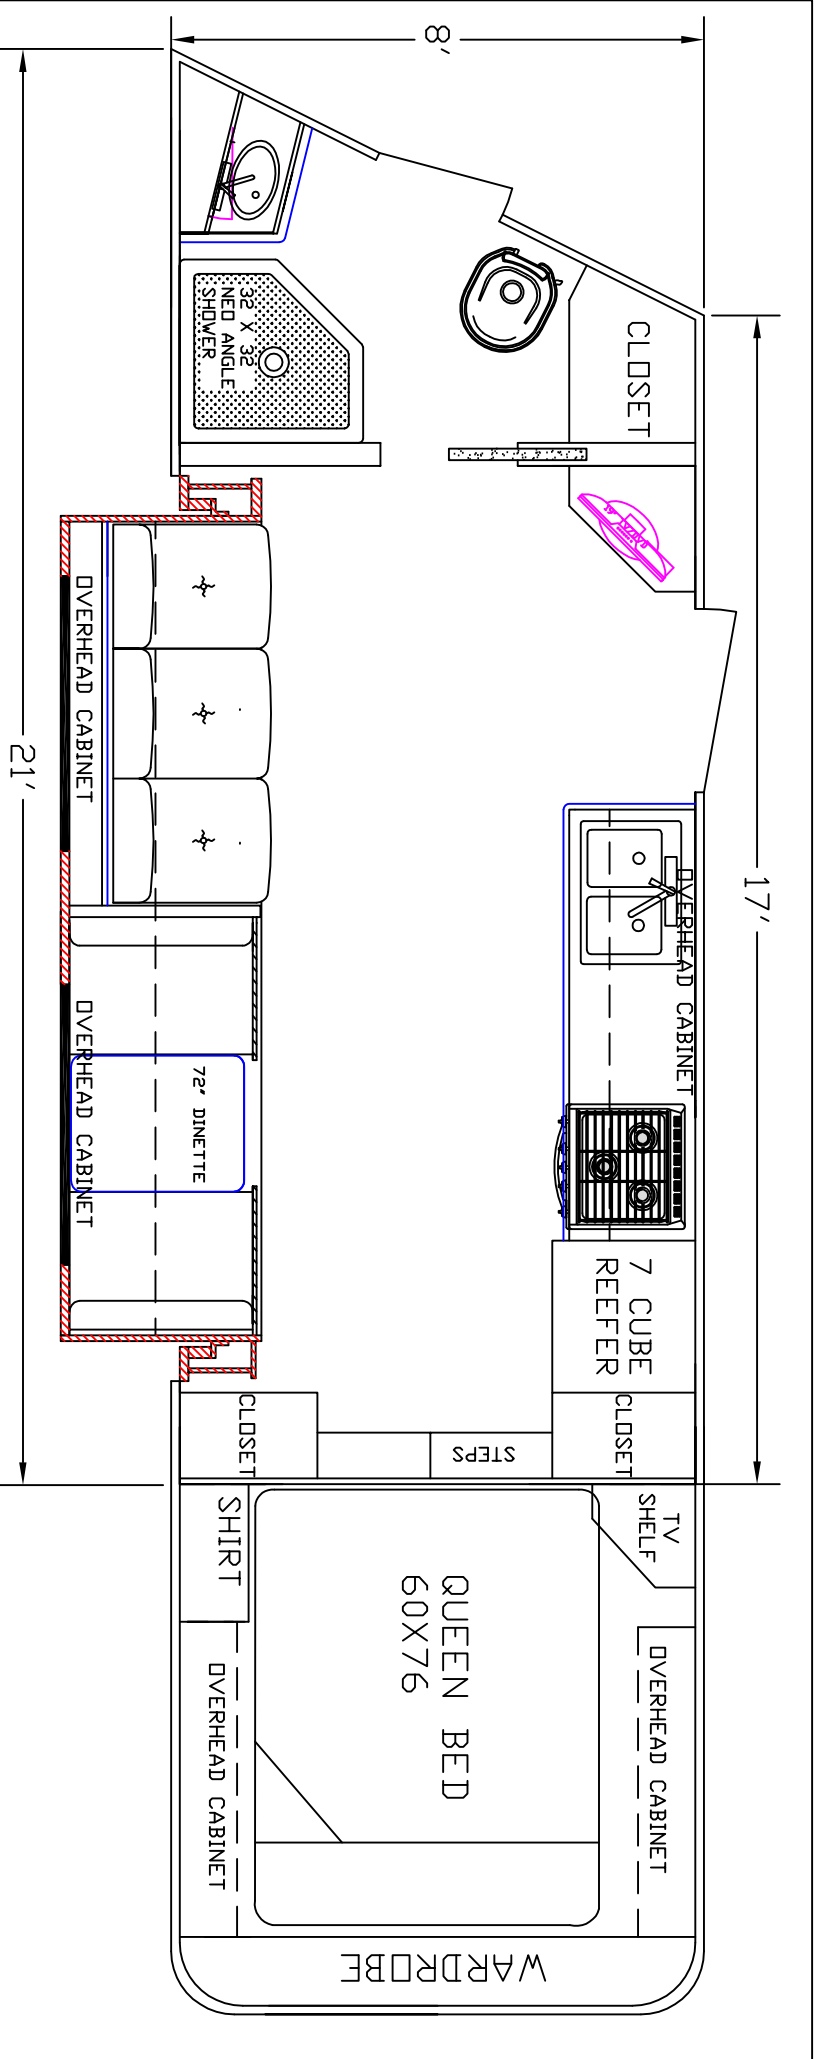 8'
21'
17'
32 X 32
NEO ANGLE
SHOWER
CLOSET
OVERHEAD CABINET
OVERHEAD CABINET
72" DINETTE
OVERHEAD CABINET
7 CUBE
REEFER
CLOSET
STEPS
CLOSET
SHIRT
TV
SHELF
QUEEN BED
60X76
OVERHEAD CABINET
OVERHEAD CABINET
WARDROBE